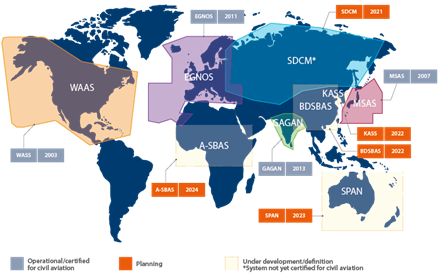 EGNOS 2011
SDCM 2021
SDCM*
EGNOS
WAAS
KASS
MSAS 2007
BDSBAS
MSAS
GAGAN
A-SBAS
KASS 2022
WASS 2003
BDSBAS 2022
GAGAN 2013
A-SBAS 2024
SPAN
SPAN 2023
Operational/certified
for civil aviation
Planning
Under development/definition
*System not yet certified for civil aviation